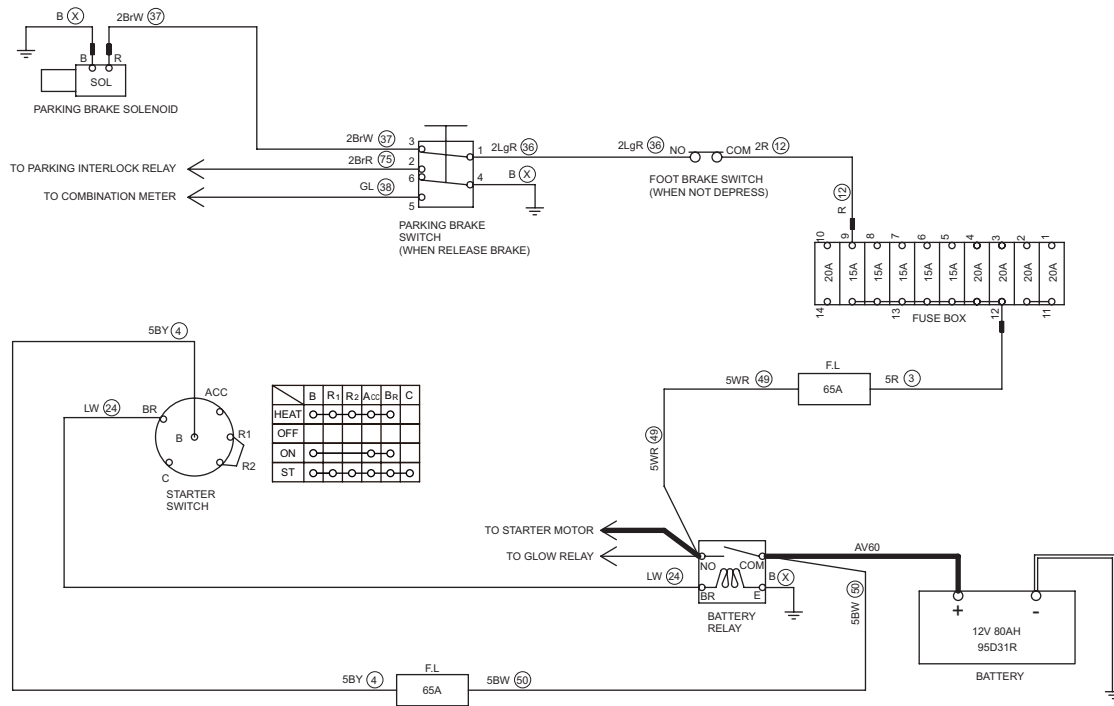 B X
2BrW 37
B R
SOL
PARKING BRAKE SOLENOID
2BrW 37 3
1 2LgR 36
2LgR 36 NO COM 2R 12
TO PARKING INTERLOCK RELAY
2BrR 75 2
6
4 B X
FOOT BRAKE SWITCH
(WHEN NOT DEPRESS)
TO COMBINATION METER
GL 38
5
PARKING BRAKE
SWITCH
(WHEN RELEASE BRAKE)
R 12
10 9 8 7 6 5 4 3 2 1
20A 15A 15A 15A 15A 15A 20A 20A 20A 20A
14 13 12 11
FUSE BOX
5BY 4
F.L
5WR 49 65A 5R 3
LW 24
BR ACC
B R1
R2
C
STARTER
SWITCH
B R1 R2 ACC BR C
HEAT
OFF
ON
ST
5WR 49
TO STARTER MOTOR
TO GLOW RELAY
NO COM
AV60
LW 24
BR E
B X
BATTERY
RELAY
5BW 50
+ -
12V 80AH
95D31R
BATTERY
F.L
5BY 4 65A 5BW 50